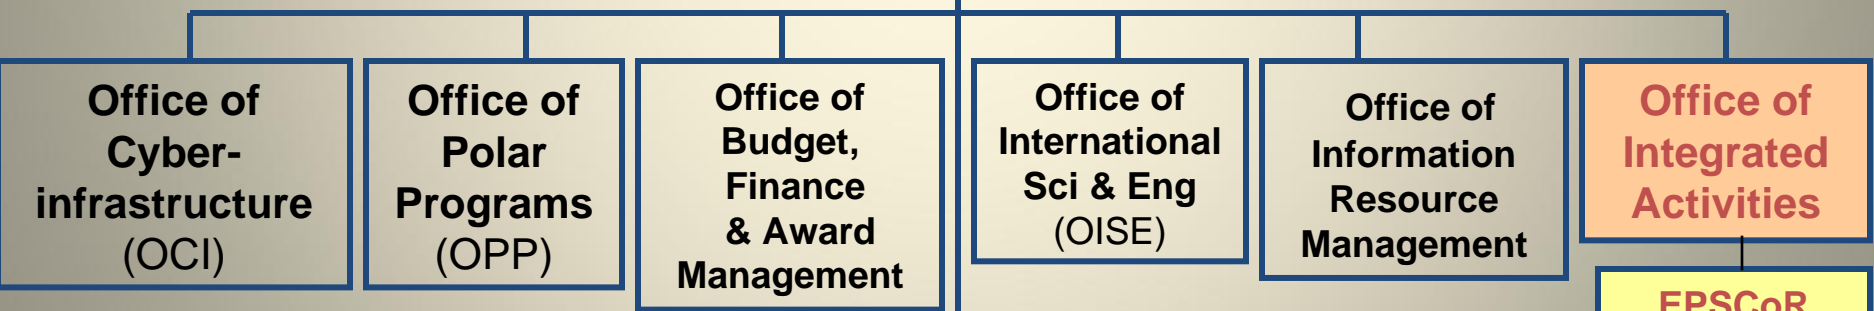 Office of
Cyber-
infrastructure
(OCI)
Office of
Polar
Programs
(OPP)
Office of
Budget,
Finance
& Award
Management
Office of
International
Sci & Eng
(OISE)
Office of
Information
Resource
Management
Office of
Integrated
Activities
EPSCoR